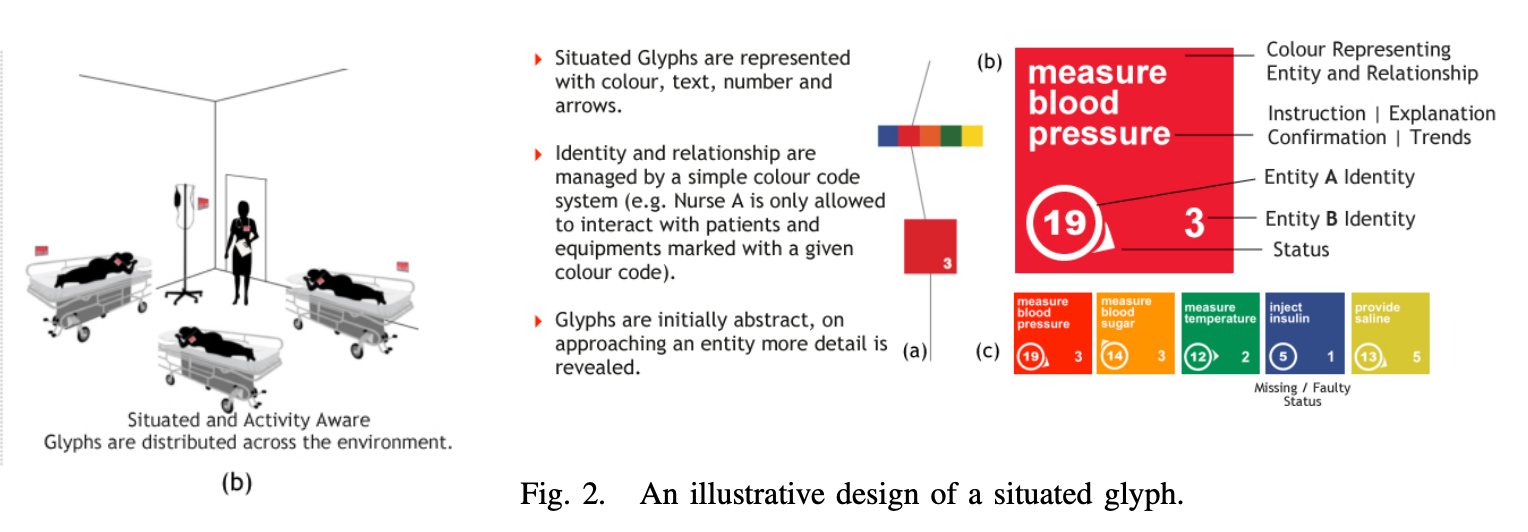 Situated and Activity Aware
Glyphs are distributed across the environment.
(b)
Situated Glyphs are represented
with colour, text, number and
arrows.
Identity and relationship are
managed by a simple colour code
system (e.g. Nurse A is only allowed
to interact with patients and
equipments marked with a given
colour code).
Glyphs are initially abstract, on
approaching an entity more detail is
revealed.
3
(a)
(b)
measure
blood
pressure
19
3
Colour Representing
Entity and Relationship
Instruction | Explanation
Confirmation | Trends
Entity A Identity
Entity B Identity
Status
(c)
measure
blood
pressure
19
3
measure
blood
sugar
14
3
measure
temperature
12
2
inject
insulin
5
1
provide
saline
13
5
Missing / Faulty
Status
Fig. 2. An illustrative design of a situated glyph.